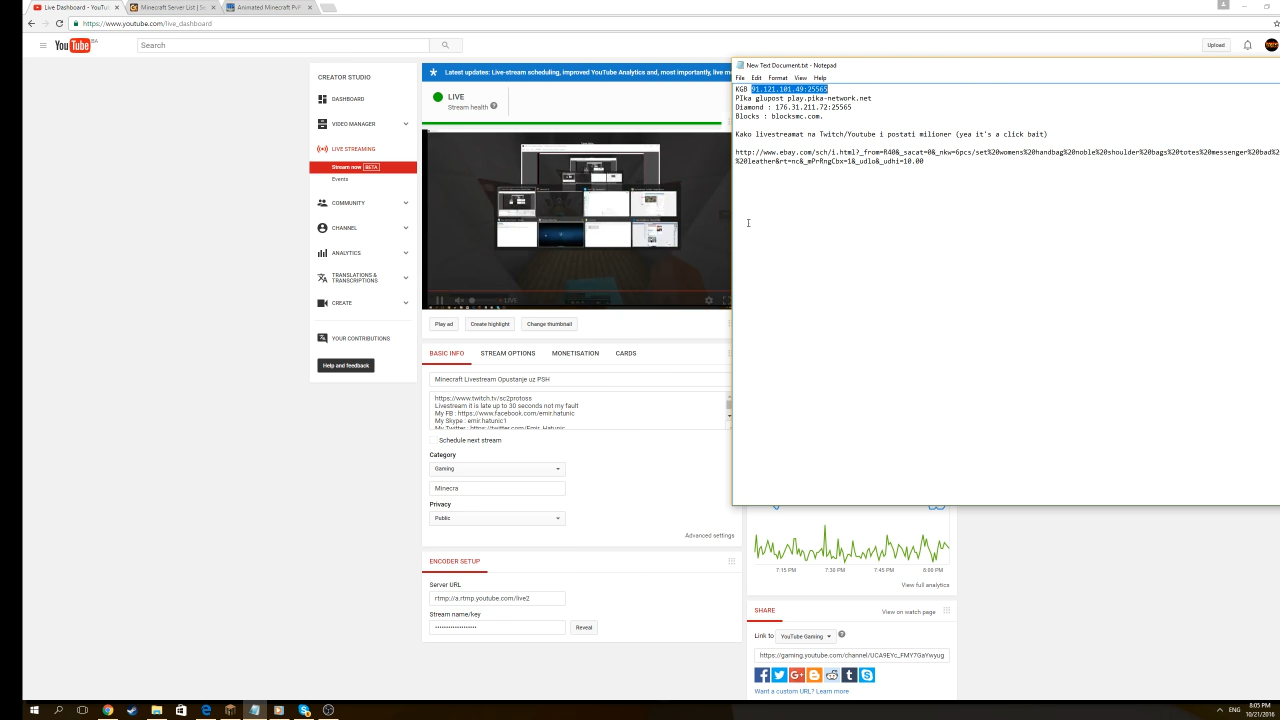 Live Dashboard - YouTu
Minecraft Server List | Se
Animated Minecraft PvP
https://www.youtube.com/live_dashboard
YouTube BA
Search
Upload
CREATOR STUDIO
DASHBOARD
VIDEO MANAGER
LIVE STREAMING
Stream now BETA
Events
COMMUNITY
CHANNEL
ANALYTICS
TRANSLATIONS &
TRANSCRIPTIONS
CREATE
YOUR CONTRIBUTIONS
Help and feedback
Latest updates: Live-stream scheduling, improved YouTube Analytics and, most importantly, live m
LIVE
Stream health
LIVE
Play ad
Create highlight
Change thumbnail
BASIC INFO
STREAM OPTIONS
MONETISATION
CARDS
Minecraft Livestream Opustanje uz PSH
https://www.twitch.tv/sc2protoss
Livestream it is late up to 30 seconds not my fault
My FB : https://www.facebook.com/emir.hatunic
My Skype : emir.hatunic1
My Twitter : https://twitter.com/Emir_Hatunic
Schedule next stream
Category
Gaming
Minecra
Privacy
Public
Advanced settings
ENCODER SETUP
Server URL
rtmp://a.rtmp.youtube.com/live2
Stream name/key
Reveal
New Text Document.txt - Notepad
File Edit Format View Help
KGB 91.121.101.49:25565
PIka glupost play.pika-network.net
Diamond : 176.31.211.72:25565
Blocks : blocksmc.com.
Kako livestreamat na Twitch/Youtube i postati milioner (yea it's a click bait)
http://www.ebay.com/sch/i.html?_from=R40&_sacat=0&_nkw=6pcs/set%20womens%20handbag%20noble%20shoulder%20bags%20totes%20messenger%20bad%2
%20leather&rt=nc&_mPrRngCbx=1&_udlo&_udhi=10.00
7:15 PM
7:30 PM
7:45 PM
8:00 PM
View full analytics
SHARE
View on watch page
Link to
YouTube Gaming
https://gaming.youtube.com/channel/UCA9EYc_FMY7GaYwyug
Want a custom URL? Learn more
ENG
8:05 PM
10/21/2016